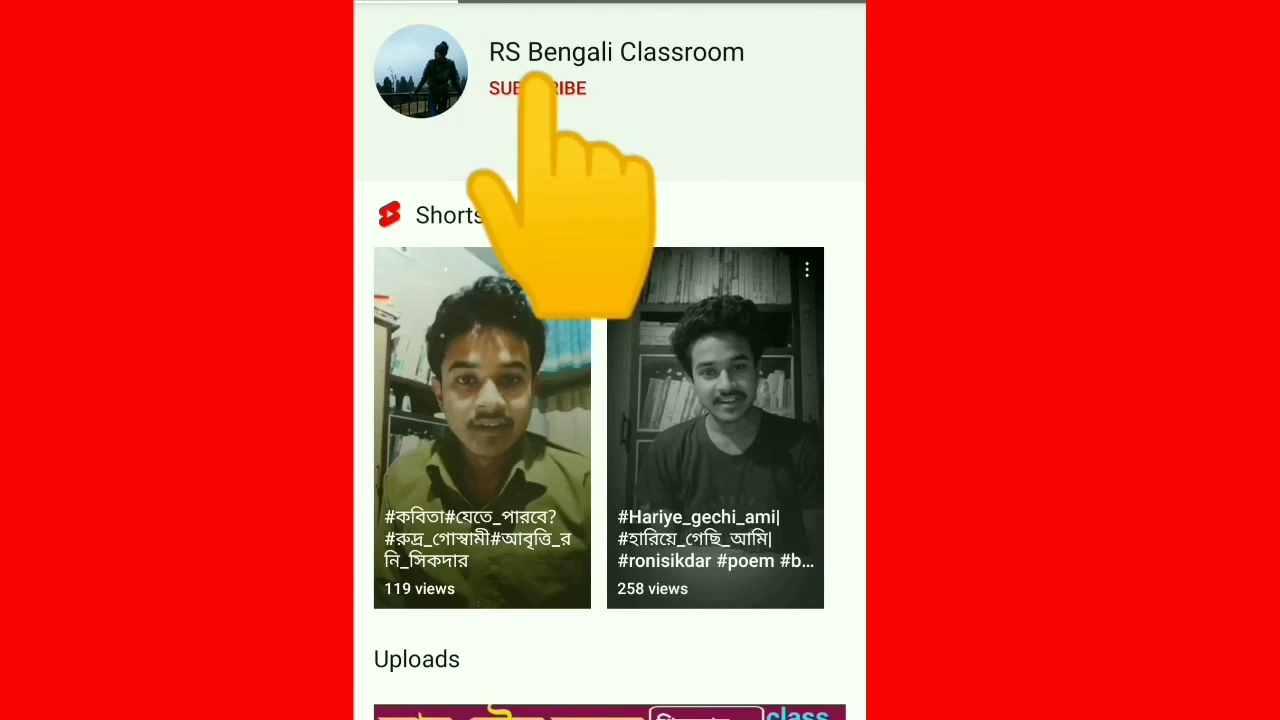 RS Bengali Classroom
Shorts
#কবিতা#যেতে_পারবে?
#রুদ্র_গোস্বামী#আবৃত্তি_র
নি_সিকদার
119 views
#Hariye_gechi_ami|
#হারিয়ে_গেছি_আমি|
#ronisikdar #poem #b...
258 views
Uploads
class